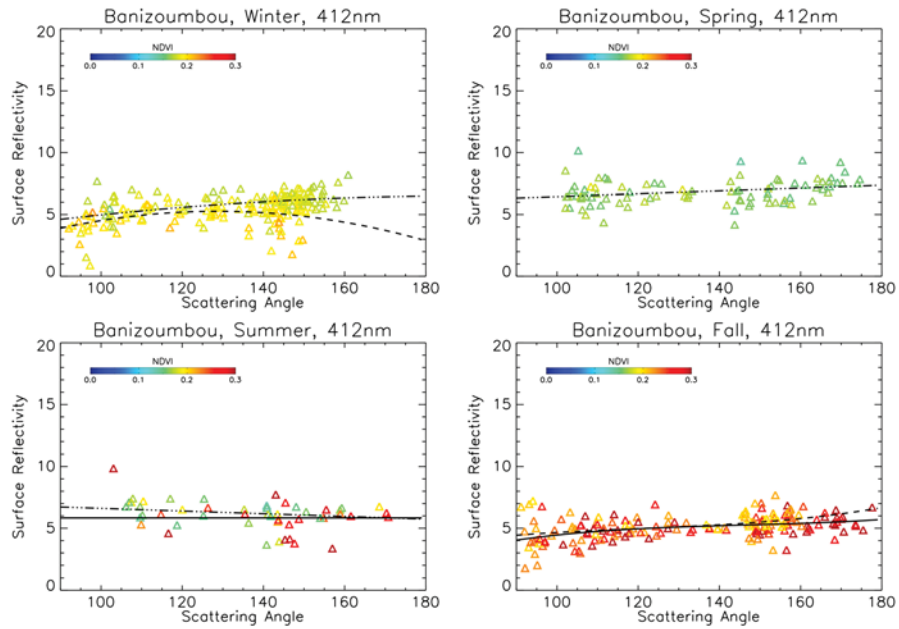 Banizoumbou, Winter, 412nm
20
15
10
5
0
NDVI
0.0 0.1 0.2 0.3
Surface Reflectivity
100 120 140 160 180
Scattering Angle
Banizoumbou, Spring, 412nm
20
15
10
5
0
NDVI
0.0 0.1 0.2 0.3
Surface Reflectivity
100 120 140 160 180
Scattering Angle
Banizoumbou, Summer, 412nm
20
15
10
5
0
NDVI
0.0 0.1 0.2 0.3
Surface Reflectivity
100 120 140 160 180
Scattering Angle
Banizoumbou, Fall, 412nm
20
15
10
5
0
NDVI
0.0 0.1 0.2 0.3
Surface Reflectivity
100 120 140 160 180
Scattering Angle